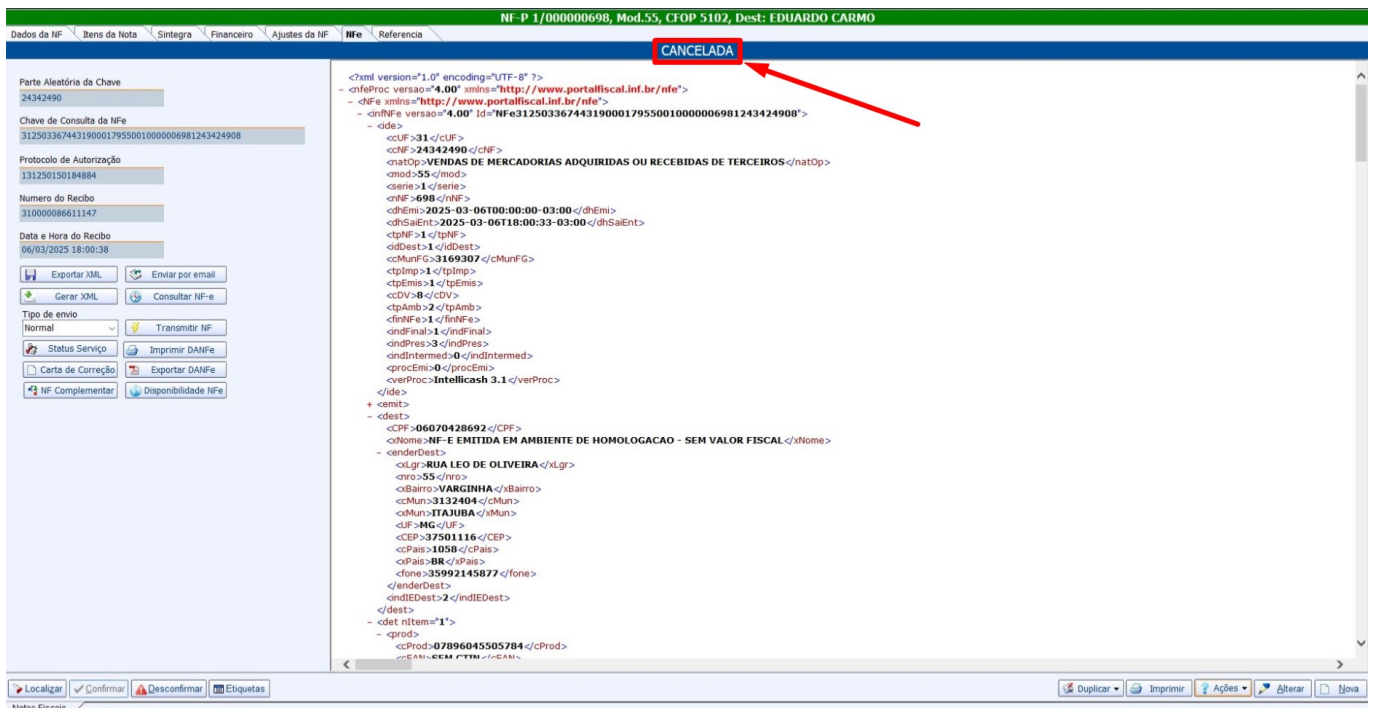 NF-P 1/000000698, Mod.55, CFOP 5102, Dest: EDUARDO CARMO
Dados da NF Itens da Nota Sintegra Financeiro Ajustes da NF NFe Referencia
CANCELADA
Parte Aleatória da Chave
24342490
Chave de Consulta da NFe
31250336744319000179550010000006981243424908
Protocolo de Autorização
131250150184884
Numero do Recibo
310000086611147
Data e Hora do Recibo
06/03/2025 18:00:38
Exportar XML Enviar por email
Gerar XML Consultar NF-e
Tipo de envio
Normal Transmitir NF
Status Serviço Imprimir DANFe
Carta de Correção Exportar DANFe
NF Complementar Disponibilidade NFe
<?xml version="1.0" encoding="UTF-8" ?>
- <nfeProc versao="4.00" xmlns="http://www.portalfiscal.inf.br/nfe">
- <NFe xmlns="http://www.portalfiscal.inf.br/nfe">
- <infNFe versao="4.00" Id="NFe31250336744319000179550010000006981243424908">
- <ide>
<cUF>31</cUF>
<cNF>24342490</cNF>
<natOp>VENDAS DE MERCADORIAS ADQUIRIDAS OU RECEBIDAS DE TERCEIROS</natOp>
<mod>55</mod>
<serie>1</serie>
<nNF>698</nNF>
<dhEmi>2025-03-06T00:00:00-03:00</dhEmi>
<dhSaiEnt>2025-03-06T18:00:33-03:00</dhSaiEnt>
<tpNF>1</tpNF>
<idDest>1</idDest>
<cMunFG>3169307</cMunFG>
<tpImp>1</tpImp>
<tpEmis>1</tpEmis>
<cDV>8</cDV>
<tpAmb>2</tpAmb>
<finNFe>1</finNFe>
<indFinal>1</indFinal>
<indPres>3</indPres>
<indIntermed>0</indIntermed>
<procEmi>0</procEmi>
<verProc>Intellicash 3.1</verProc>
</ide>
+ <emit>
- <dest>
<CPF>06070428692</CPF>
<xNome>NF-E EMITIDA EM AMBIENTE DE HOMOLOGACAO - SEM VALOR FISCAL</xNome>
- <enderDest>
<xLgr>RUA LEO DE OLIVEIRA</xLgr>
<nro>55</nro>
<xBairro>VARGINHA</xBairro>
<cMun>3132404</cMun>
<xMun>ITAJUBA</xMun>
<UF>MG</UF>
<CEP>37501116</CEP>
<cPais>1058</cPais>
<xPais>BR</xPais>
<fone>35992145877</fone>
</enderDest>
<indIEDest>2</indIEDest>
</dest>
- <det nItem="1">
- <prod>
<cProd>07896045505784</cProd>
<cEAN>SEM GTIN</cEAN>
Localizar Confirmar Desconfirmar Etiquetas Duplicar Imprimir Ações Alterar Nova
Notas Fiscais